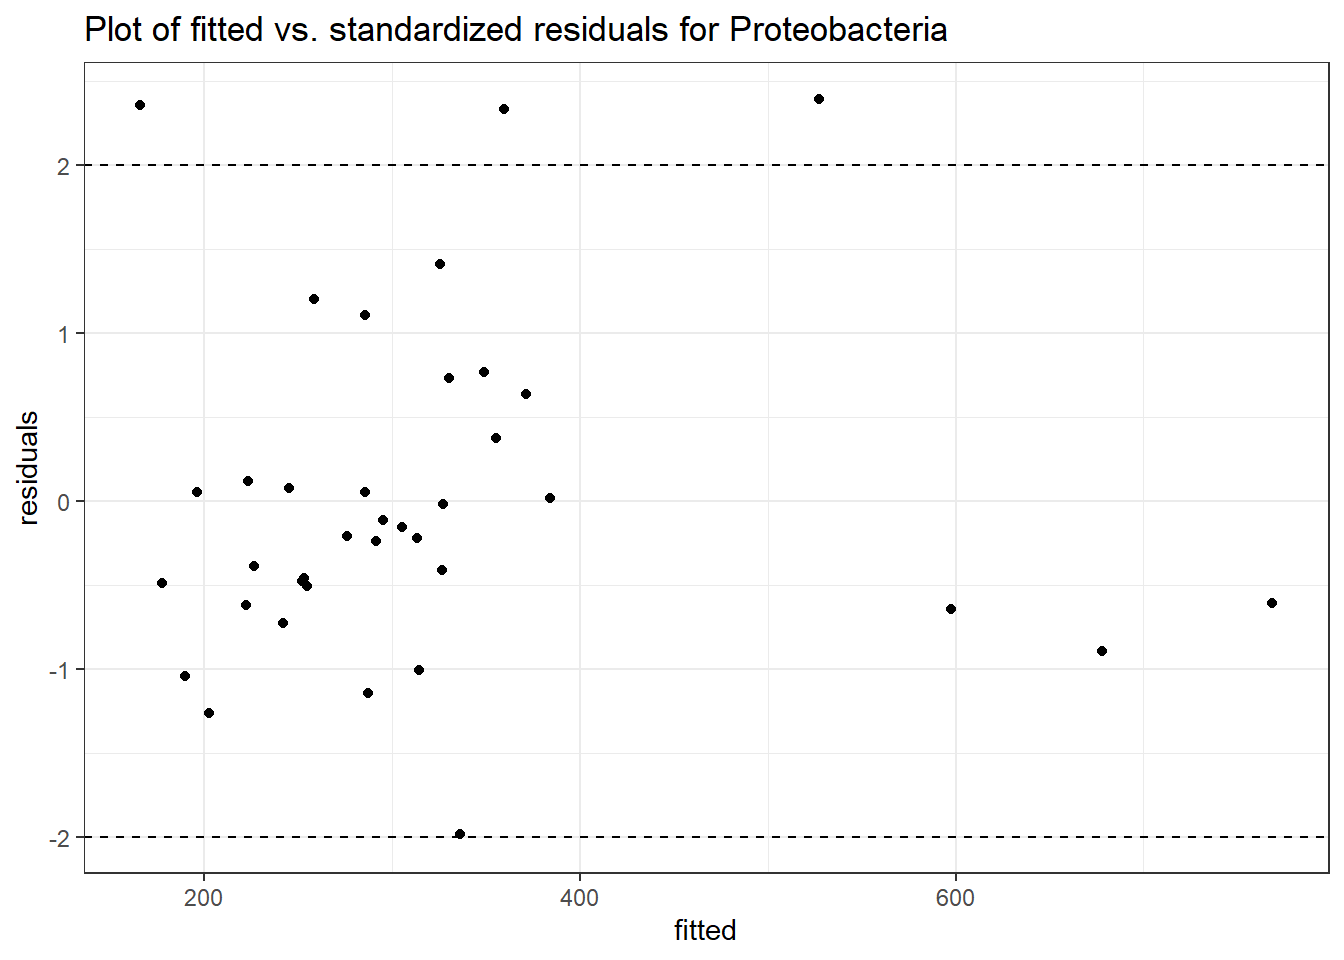 Plot of fitted vs. standardized residuals for Proteobacteria
2
1
0
-1
-2
residuals
200 400 600
fitted